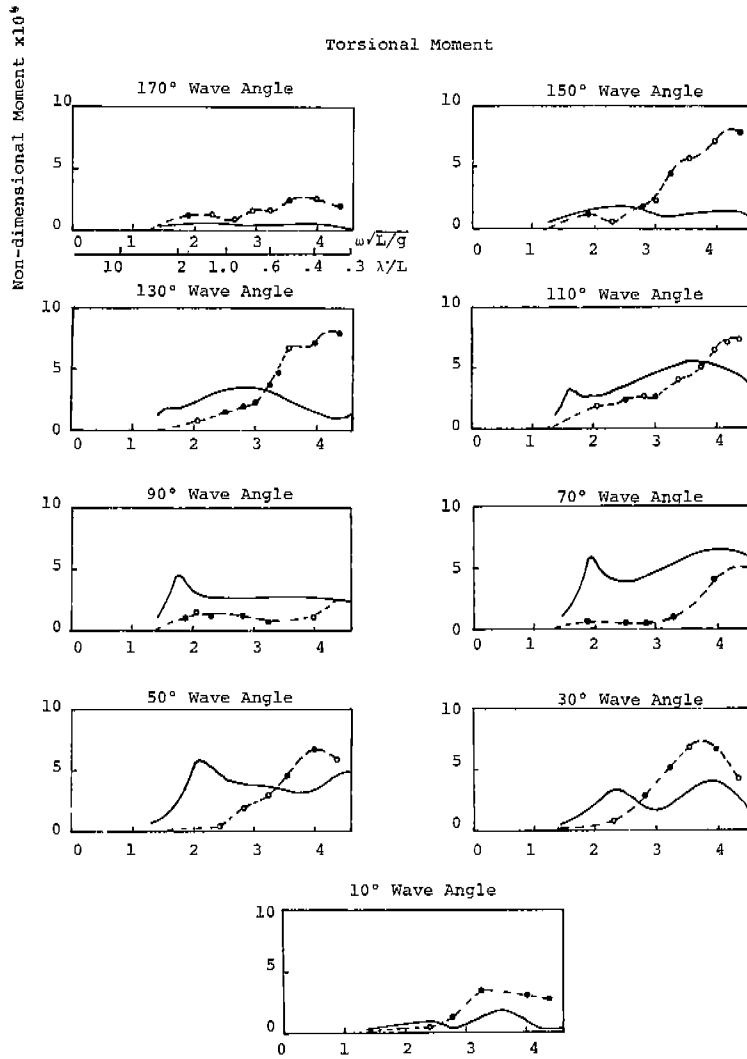 Non-dimensional Moment x10⁶
Torsional Moment
170° Wave Angle
10
5
0
0 1 2 3 4 ω√L/g
10 2 1.0 .6 .4 .3 λ/L
150° Wave Angle
10
5
0
0 1 2 3 4
130° Wave Angle
10
5
0
0 1 2 3 4
110° Wave Angle
10
5
0
0 1 2 3 4
90° Wave Angle
10
5
0
0 1 2 3 4
70° Wave Angle
10
5
0
0 1 2 3 4
50° Wave Angle
10
5
0
0 1 2 3 4
30° Wave Angle
10
5
0
0 1 2 3 4
10° Wave Angle
10
5
0
0 1 2 3 4